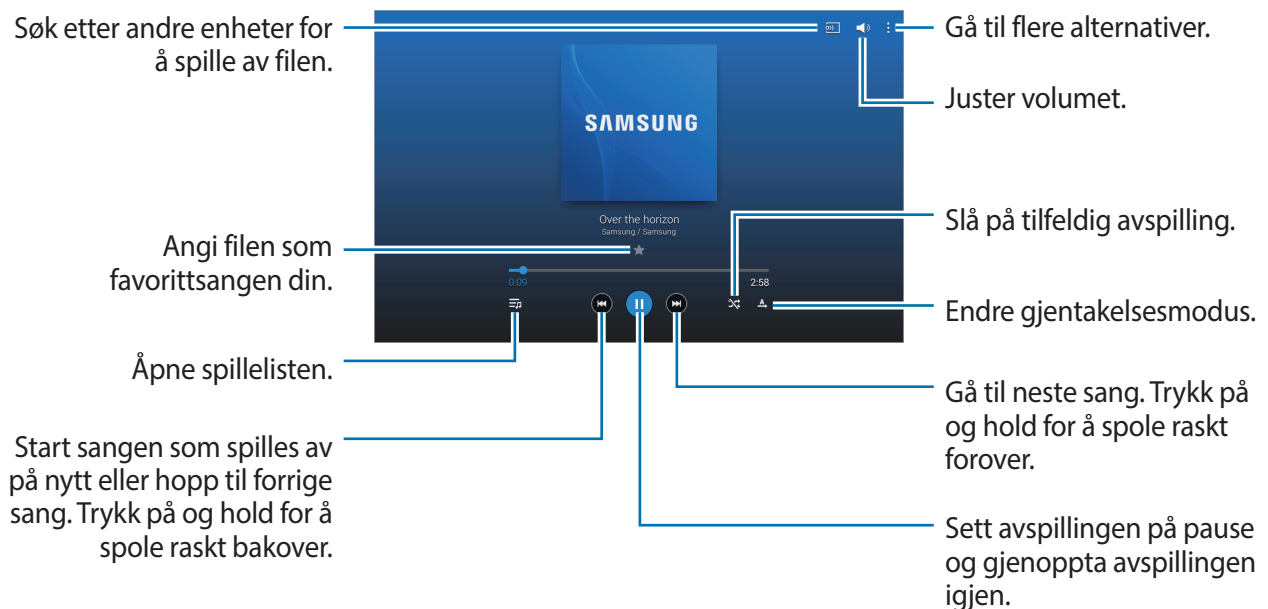 Søk etter andre enheter for
å spille av filen.
Gå til flere alternativer.
Juster volumet.
SAMSUNG
Over the horizon
Samsung / Samsung
Angi filen som
favorittsangen din.
Slå på tilfeldig avspilling.
0:09
2:58
Endre gjentakelsesmodus.
Åpne spillelisten.
Gå til neste sang. Trykk på
og hold for å spole raskt
forover.
Start sangen som spilles av
på nytt eller hopp til forrige
sang. Trykk på og hold for å
spole raskt bakover.
Sett avspillingen på pause
og gjenoppta avspillingen
igjen.